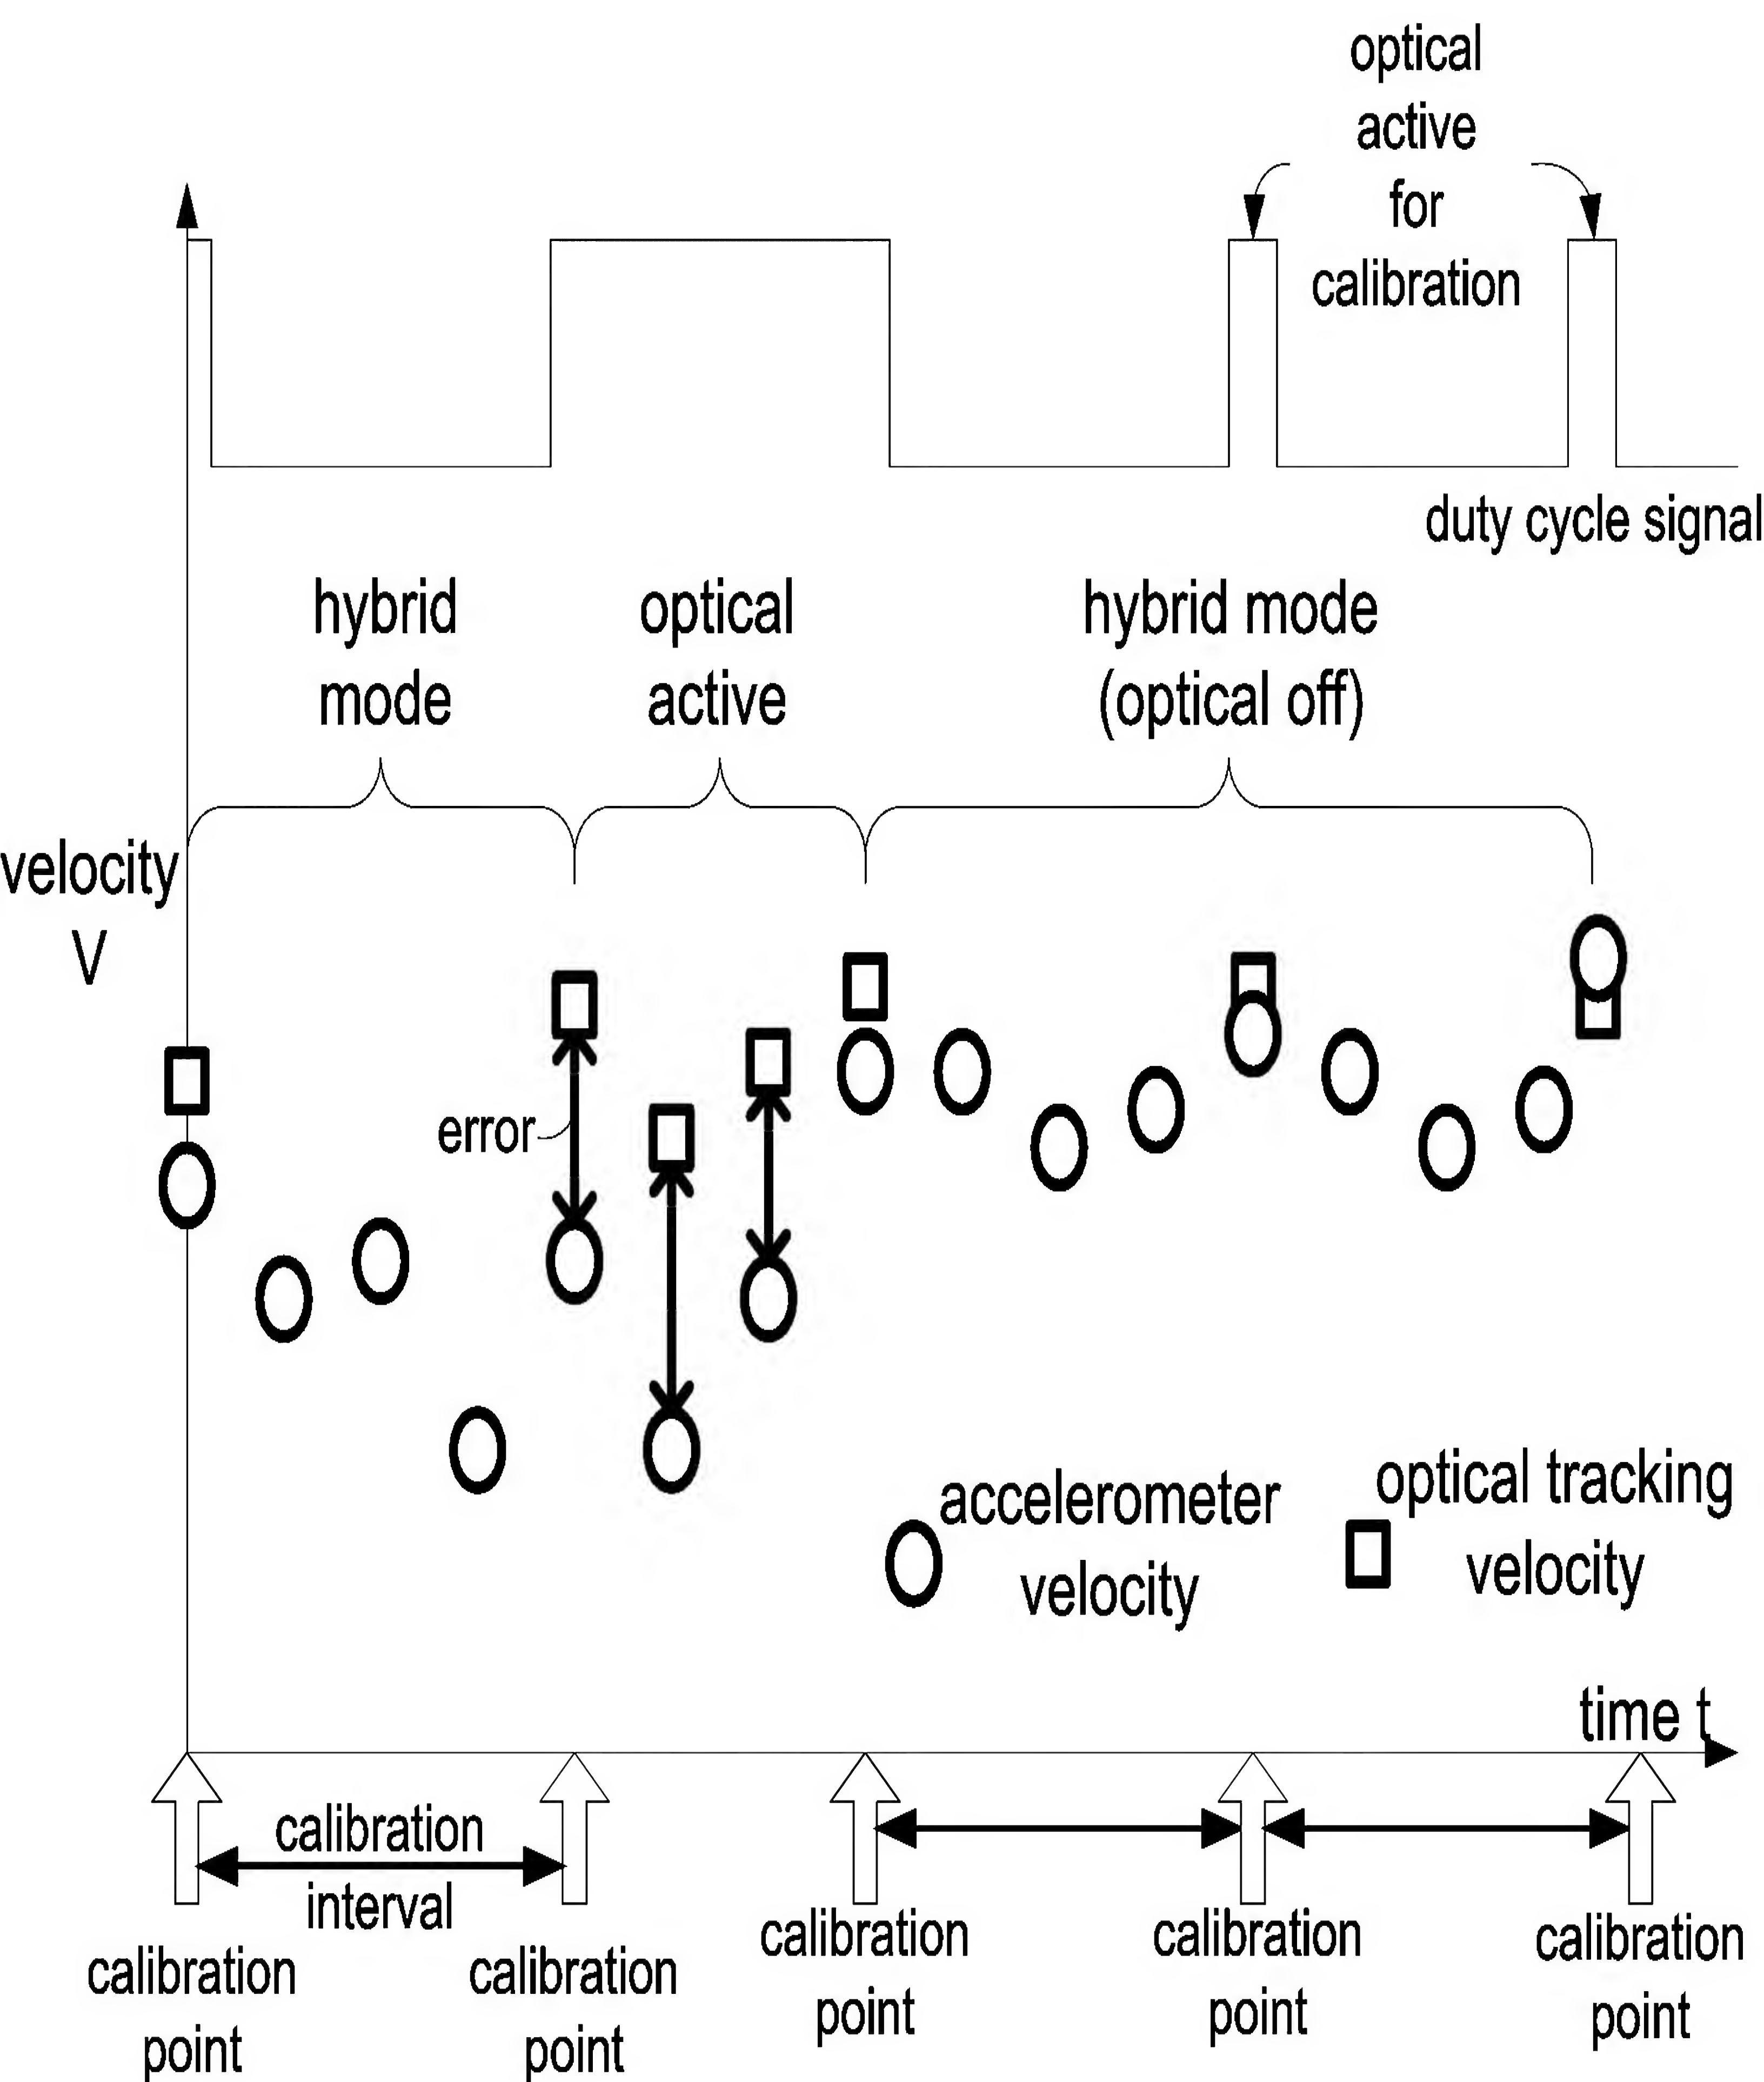 optical
active
for
calibration
duty cycle signal
hybrid
mode
optical
active
hybrid mode
(optical off)
velocity
V
error
accelerometer
velocity
optical tracking
velocity
time t
calibration
interval
calibration
point
calibration
point
calibration
point
calibration
point
calibration
point